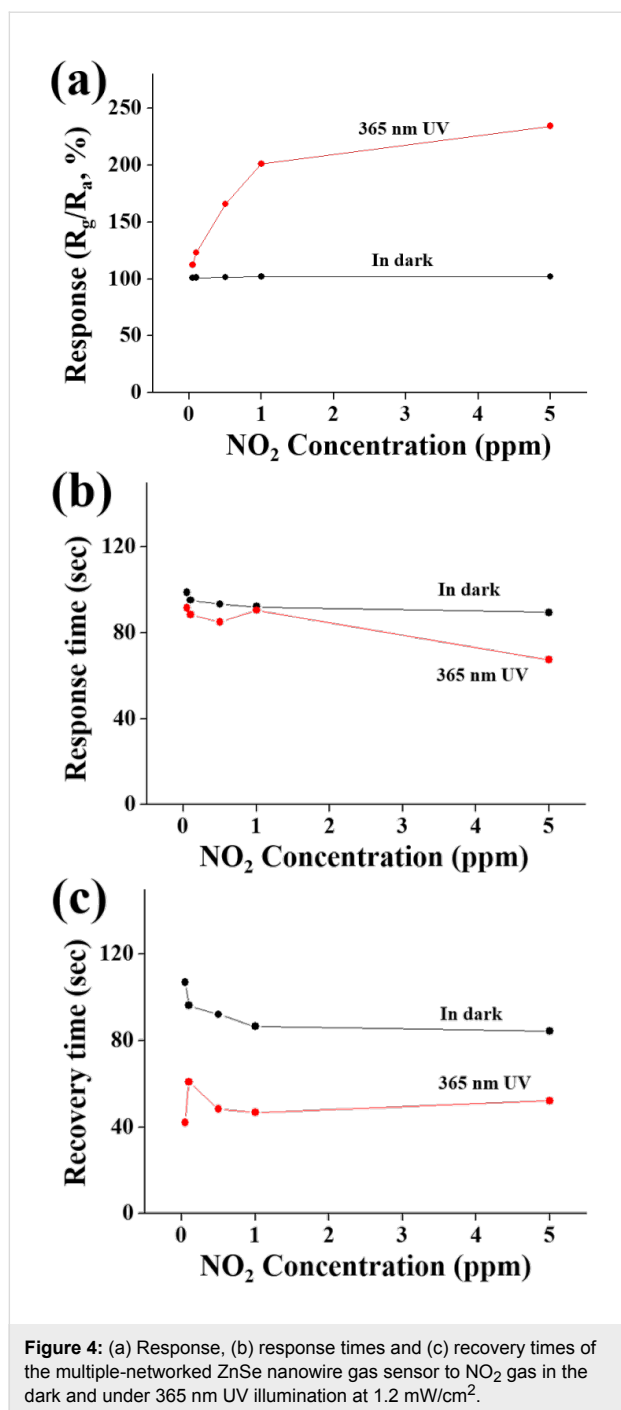 (a)
250
200
150
100
50
0
Response (R_g/R_a, %)
365 nm UV
In dark
0 1 2 3 4 5
NO₂ Concentration (ppm)
(b)
120
80
40
0
Response time (sec)
In dark
365 nm UV
0 1 2 3 4 5
NO₂ Concentration (ppm)
(c)
120
80
40
0
Recovery time (sec)
In dark
365 nm UV
0 1 2 3 4 5
NO₂ Concentration (ppm)
Figure 4: (a) Response, (b) response times and (c) recovery times of
the multiple-networked ZnSe nanowire gas sensor to NO₂ gas in the
dark and under 365 nm UV illumination at 1.2 mW/cm².